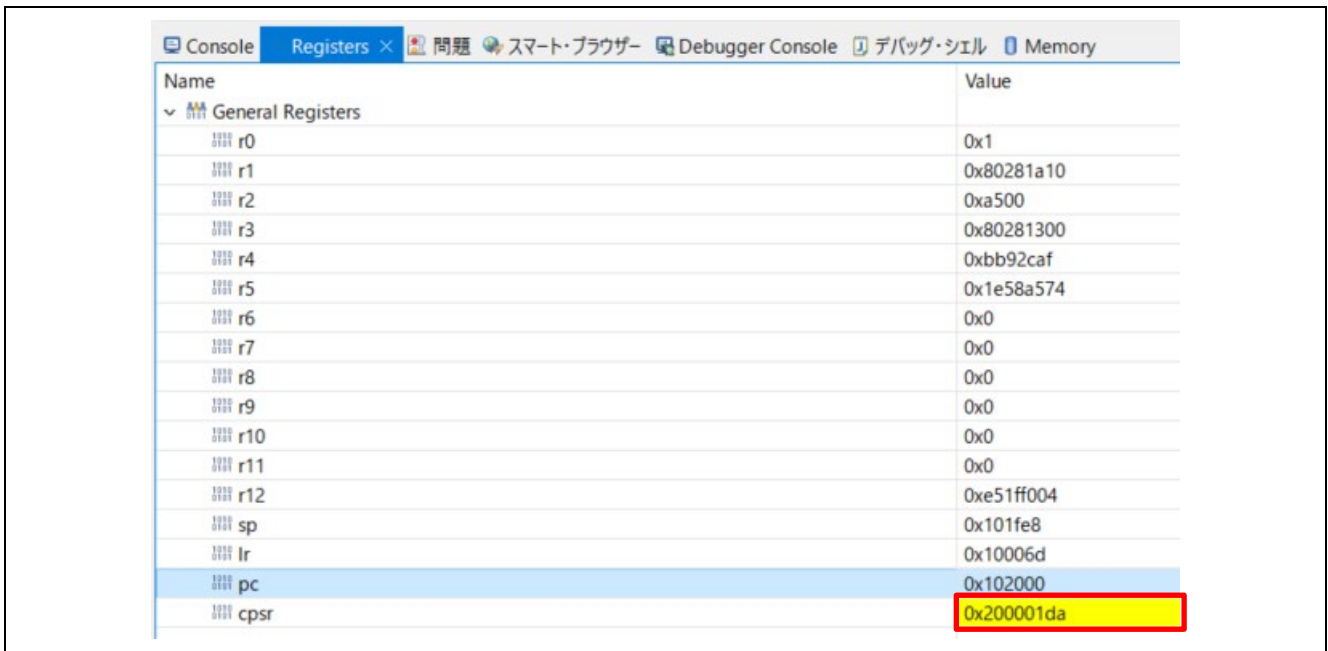 Console Registers × 問題 スマート・ブラウザー Debugger Console デバッグ・シェル Memory
Name Value
General Registers
r0 0x1
r1 0x80281a10
r2 0xa500
r3 0x80281300
r4 0xbb92caf
r5 0x1e58a574
r6 0x0
r7 0x0
r8 0x0
r9 0x0
r10 0x0
r11 0x0
r12 0xe51ff004
sp 0x101fe8
lr 0x10006d
pc 0x102000
cpsr 0x200001da